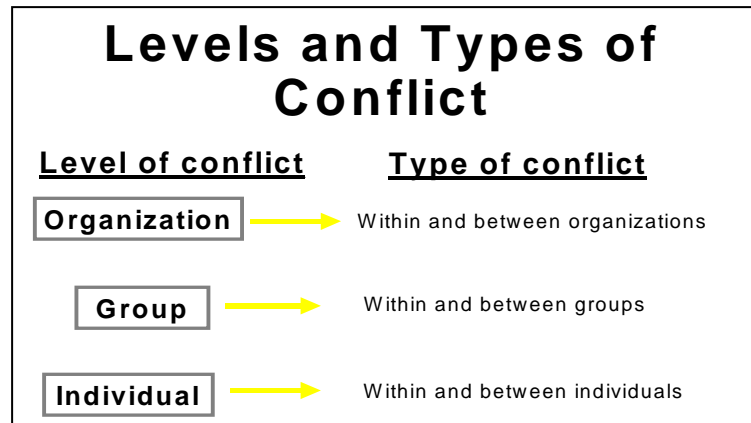 Levels and Types of
Conflict
Level of conflict
Type of conflict
Organization
Within and between organizations
Group
Within and between groups
Individual
Within and between individuals